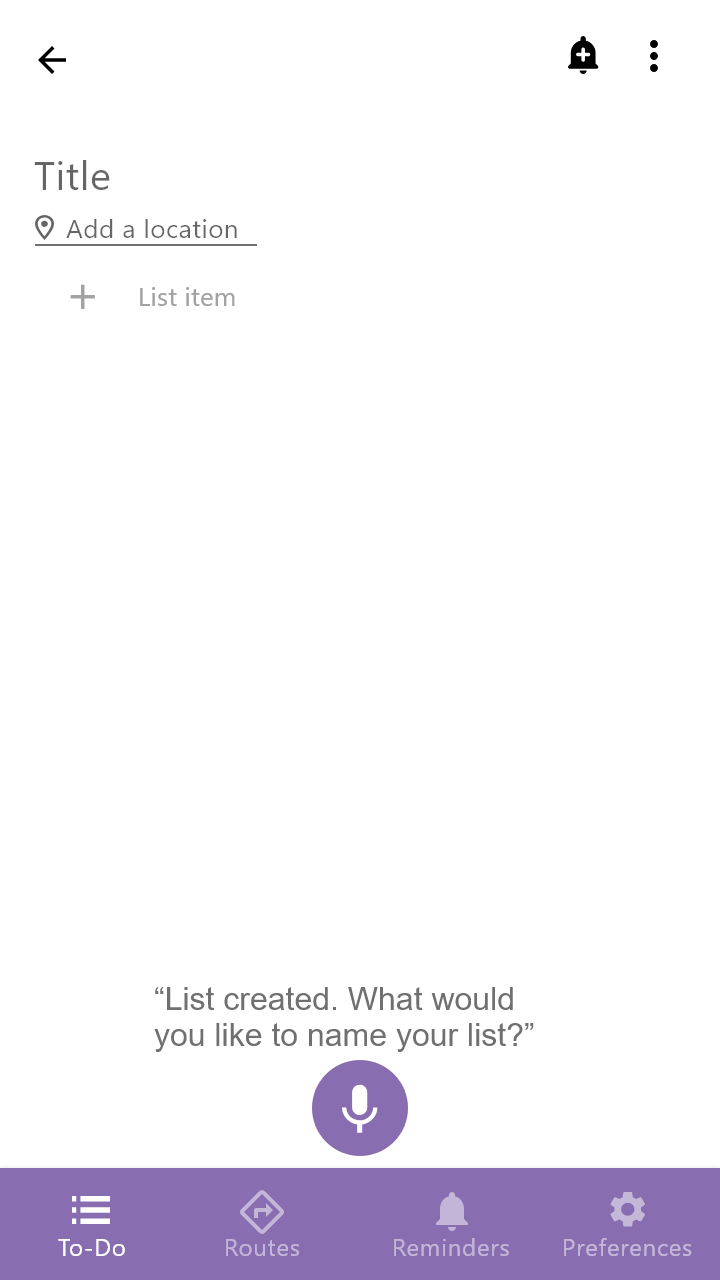 Title
Add a location
List item
“List created. What would
you like to name your list?”
To-Do
Routes
Reminders
Preferences